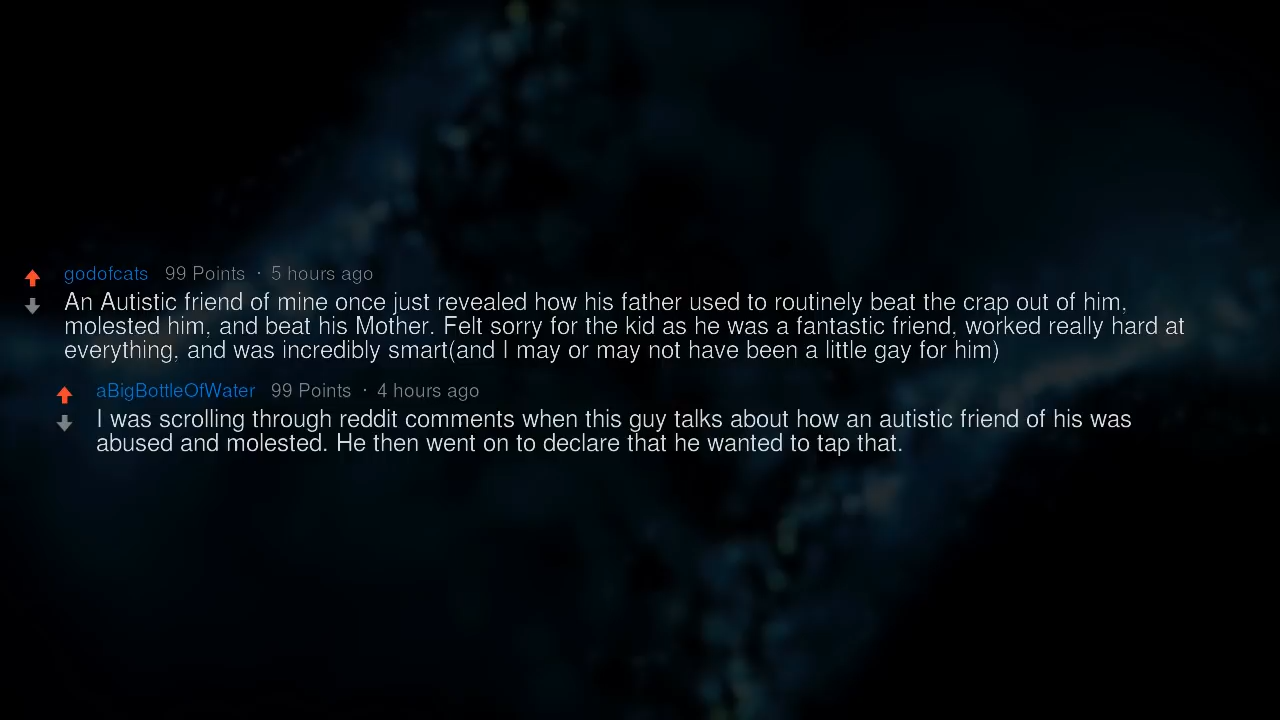 godofcats 99 Points · 5 hours ago
An Autistic friend of mine once just revealed how his father used to routinely beat the crap out of him,
molested him, and beat his Mother. Felt sorry for the kid as he was a fantastic friend, worked really hard at
everything, and was incredibly smart(and I may or may not have been a little gay for him)
aBigBottleOfWater 99 Points · 4 hours ago
I was scrolling through reddit comments when this guy talks about how an autistic friend of his was
abused and molested. He then went on to declare that he wanted to tap that.